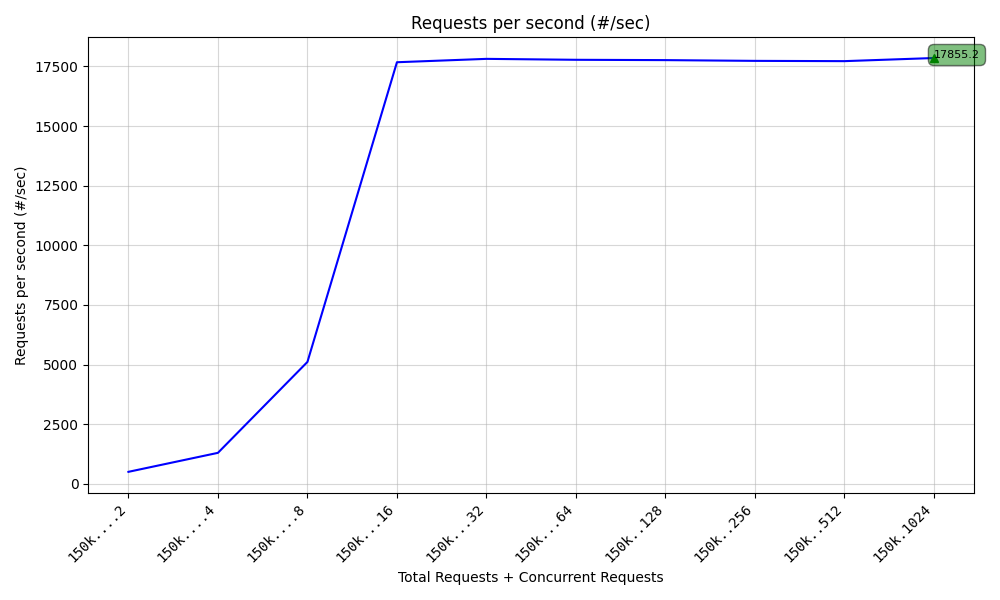 Requests per second (#/sec)
17855.2
17500
15000
12500
10000
7500
5000
2500
0
Requests per second (#/sec)
150k....2
150k....4
150k....8
150k...16
150k...32
150k...64
150k..128
150k..256
150k..512
150k.1024
Total Requests + Concurrent Requests